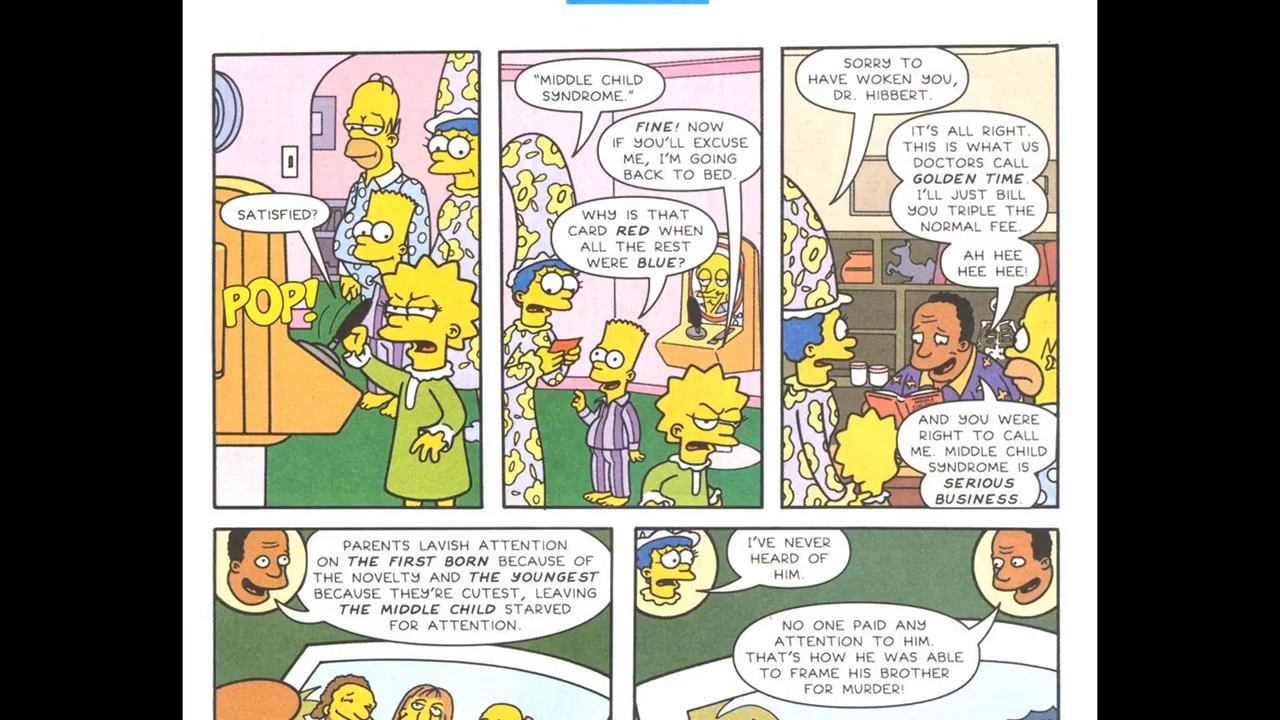 SATISFIED?
POP!
"MIDDLE CHILD
SYNDROME."
FINE! NOW
IF YOU'LL EXCUSE
ME, I'M GOING
BACK TO BED.
WHY IS THAT
CARD RED WHEN
ALL THE REST
WERE BLUE?
SORRY TO
HAVE WOKEN YOU,
DR. HIBBERT.
IT'S ALL RIGHT.
THIS IS WHAT US
DOCTORS CALL
GOLDEN TIME.
I'LL JUST BILL
YOU TRIPLE THE
NORMAL FEE.
AH HEE
HEE HEE!
AND YOU WERE
RIGHT TO CALL
ME. MIDDLE CHILD
SYNDROME IS
SERIOUS
BUSINESS.
PARENTS LAVISH ATTENTION
ON THE FIRST BORN BECAUSE OF
THE NOVELTY AND THE YOUNGEST
BECAUSE THEY'RE CUTEST, LEAVING
THE MIDDLE CHILD STARVED
FOR ATTENTION.
I'VE NEVER
HEARD OF
HIM.
NO ONE PAID ANY
ATTENTION TO HIM.
THAT'S HOW HE WAS ABLE
TO FRAME HIS BROTHER
FOR MURDER!